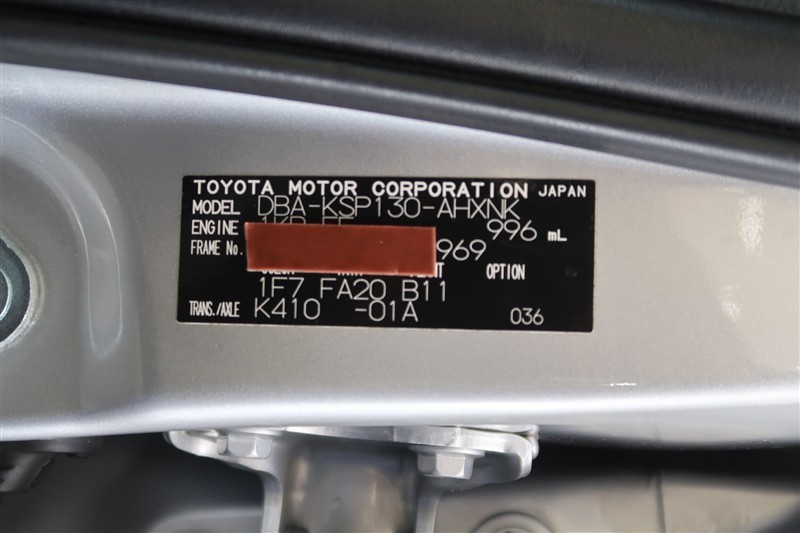 TOYOTA MOTOR CORPORATION JAPAN
MODEL DBA-KSP130-AHXNK
ENGINE 996 mL
FRAME No. 969
OPTION
1F7 FA20 B11
TRANS./AXLE K410 -01A 036